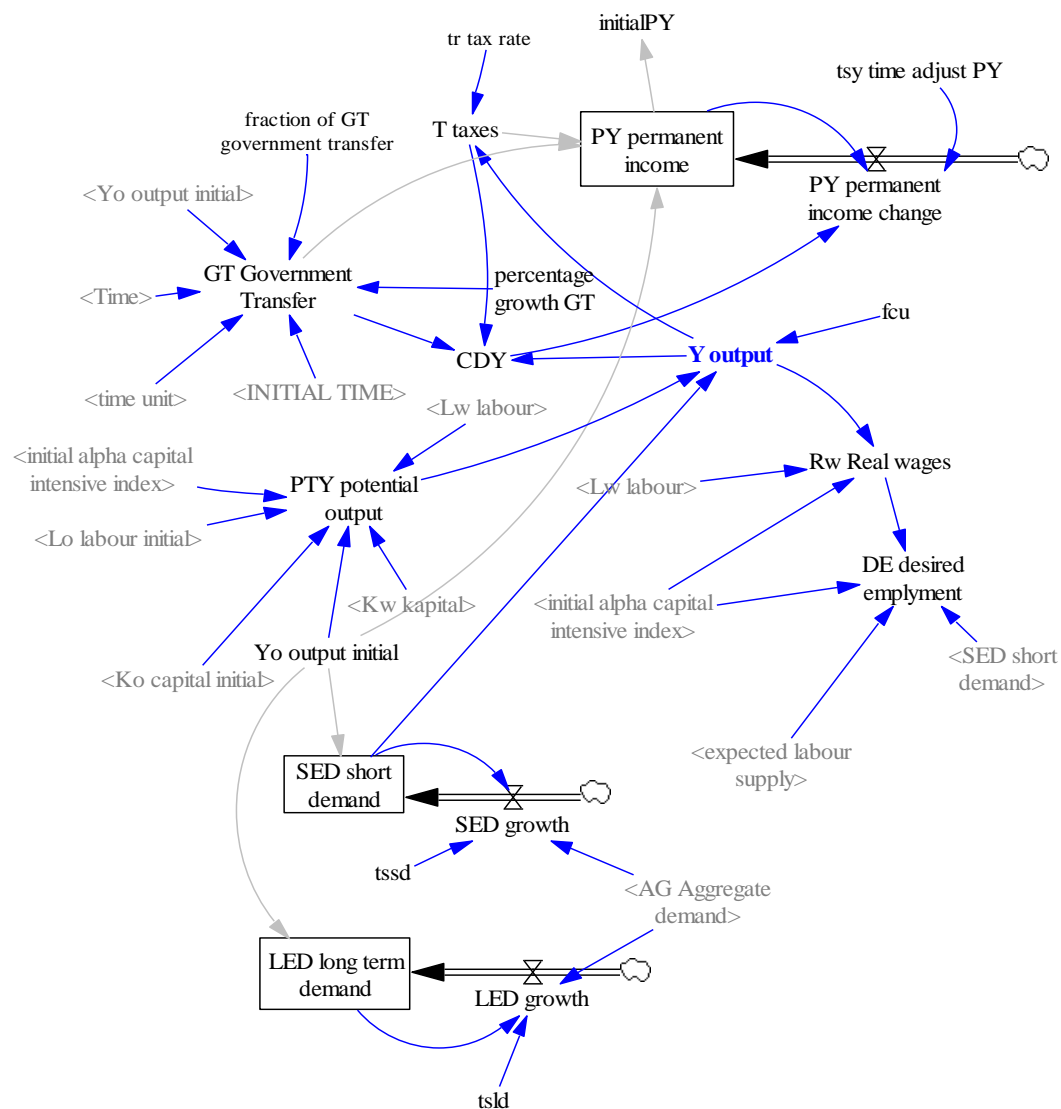 initialPY
tr tax rate
tsy time adjust PY
fraction of GT
government transfer
T taxes
PY permanent
income
PY permanent
income change
<Yo output initial>
GT Government
Transfer
percentage
growth GT
<Time>
fcu
CDY
Y output
<time unit>
<INITIAL TIME>
<Lw labour>
<initial alpha capital
intensive index>
PTY potential
output
<Lw labour>
Rw Real wages
<Lo labour initial>
DE desired
emplyment
<Kw kapital>
<initial alpha capital
intensive index>
Yo output initial
<Ko capital initial>
<SED short
demand>
<expected labour
supply>
SED short
demand
SED growth
tssd
<AG Aggregate
demand>
LED long term
demand
LED growth
tsld